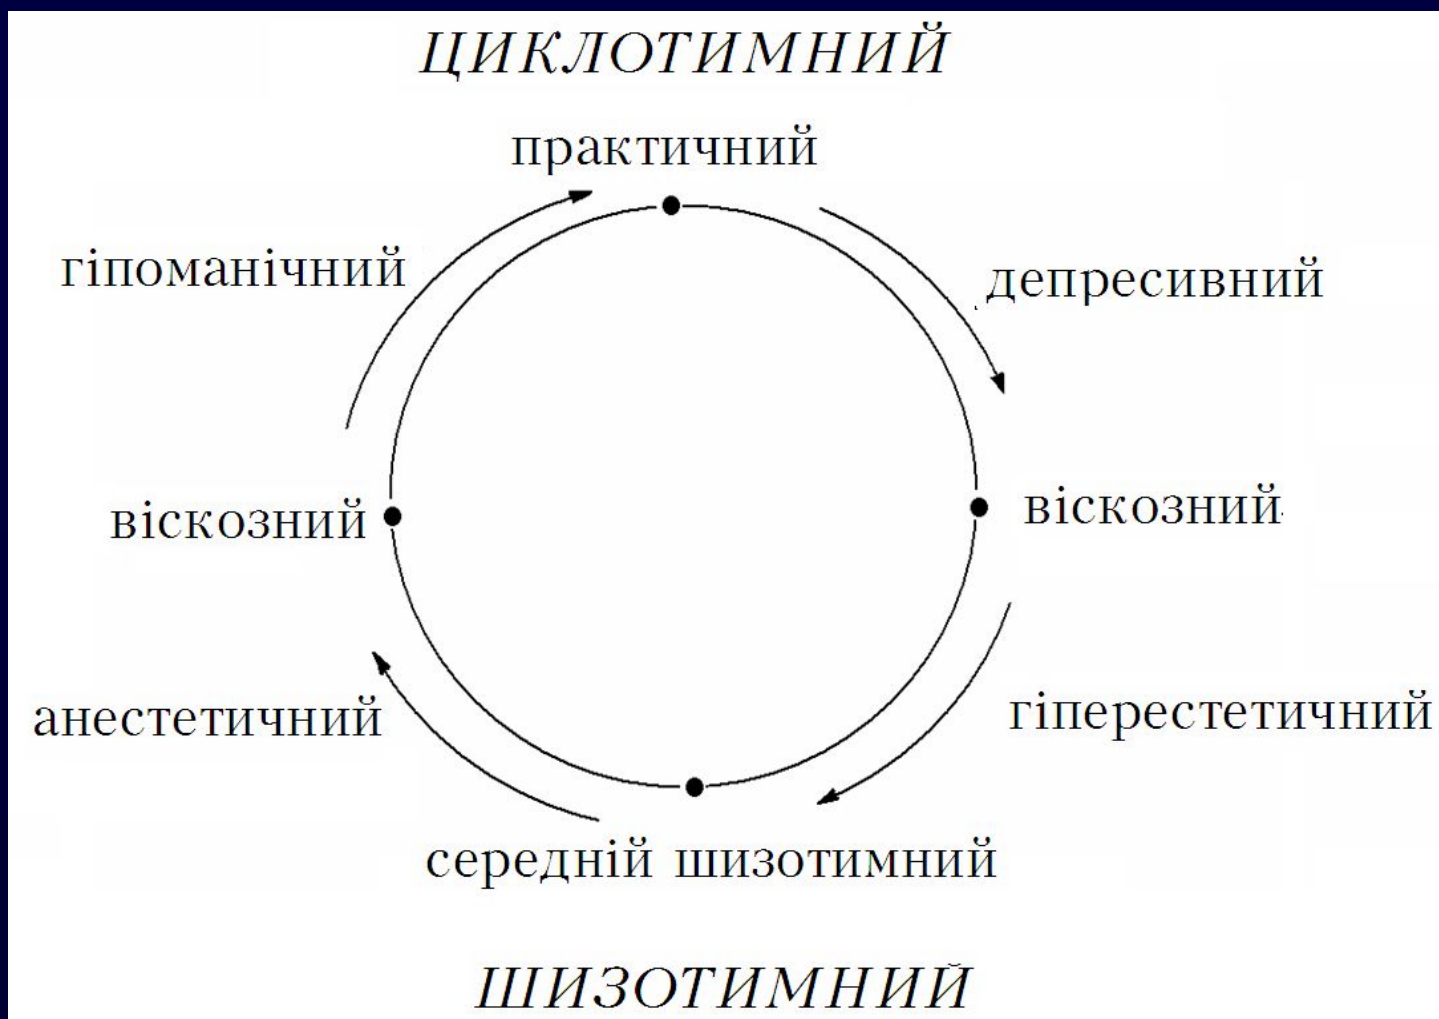 ЦИКЛОТИМНИЙ
практичний
гіпоманічний
депресивний
віскозний
віскозний
анестетичний
гіперестетичний
середній шизотимний
ШИЗОТИМНИЙ